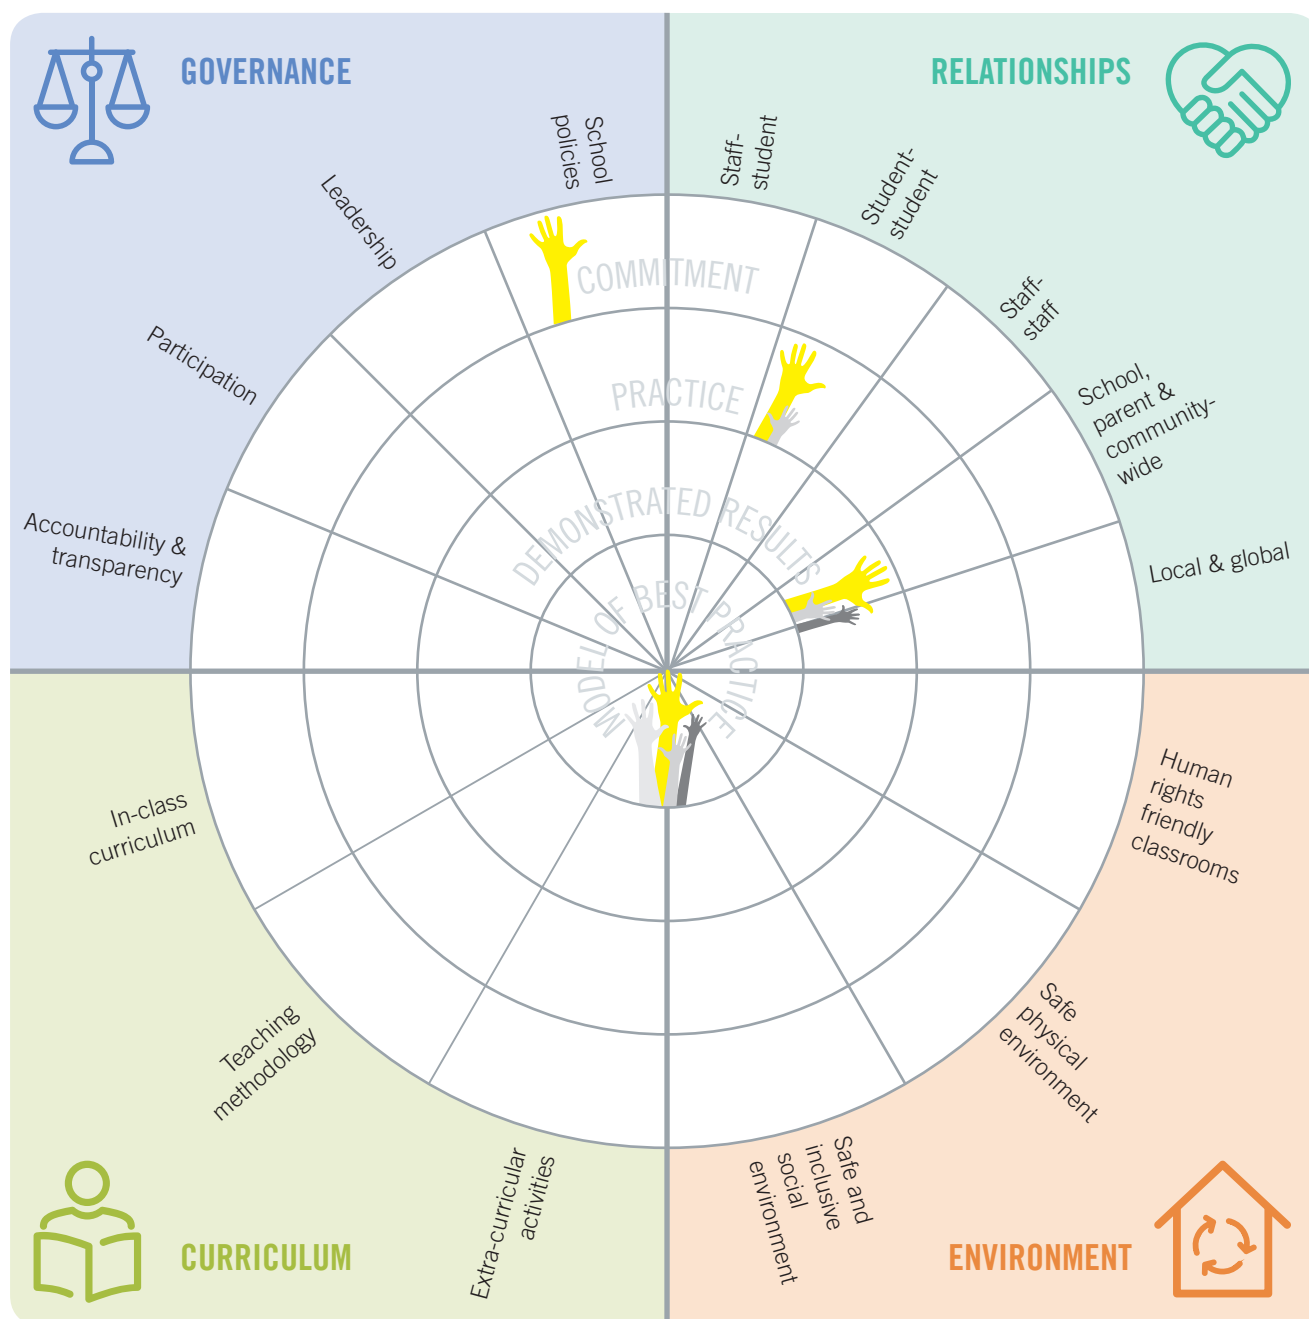 GOVERNANCE
RELATIONSHIPS
School
policies
Leadership
Participation
Accountability &
transparency
Staff-
student
Student-
student
Staff-
staff
School,
parent &
community-
wide
Local & global
COMMITMENT
PRACTICE
DEMONSTRATED RESULTS
MODEL OF BEST PRACTICE
In-class
curriculum
Teaching
methodology
Extra-curricular
activities
Human
rights
friendly
classrooms
Safe
physical
environment
Safe and
inclusive
social
environment
CURRICULUM
ENVIRONMENT